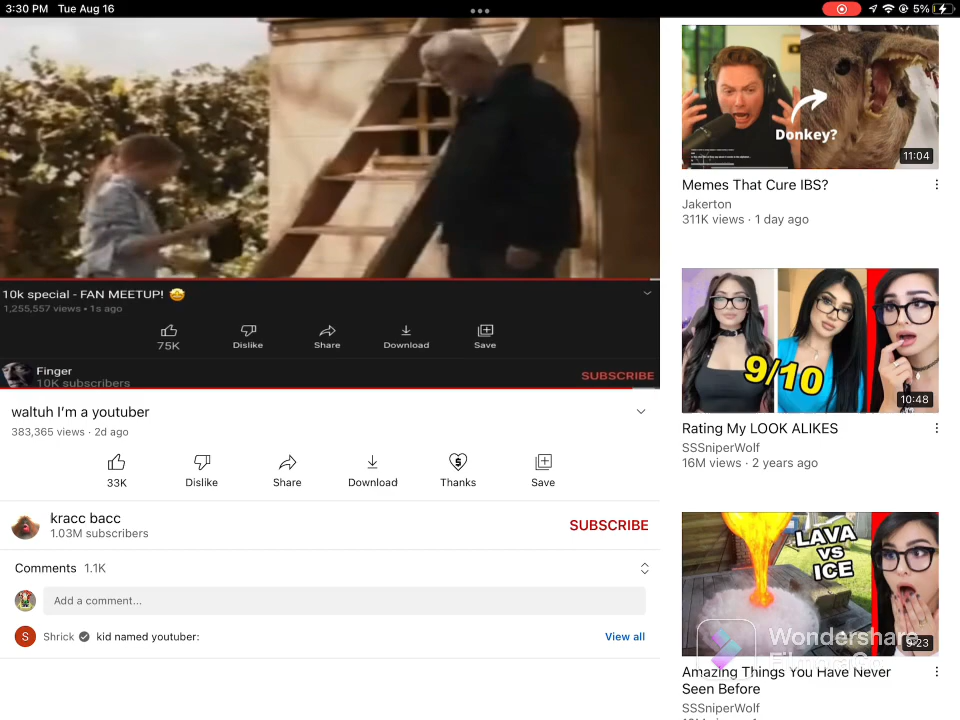 3:30 PM Tue Aug 16
5%
10k special - FAN MEETUP! 🤩
1,255,557 views • 1s ago
75K
Dislike
Share
Download
Save
Finger
10K subscribers
SUBSCRIBE
waltuh I'm a youtuber
383,365 views · 2d ago
33K
Dislike
Share
Download
Thanks
Save
kracc bacc
1.03M subscribers
SUBSCRIBE
Comments 1.1K
Add a comment...
S
Shrick kid named youtuber:
View all
Donkey?
11:04
Memes That Cure IBS?
Jakerton
311K views · 1 day ago
9/10
10:48
Rating My LOOK ALIKES
SSSniperWolf
16M views · 2 years ago
LAVA
VS
ICE
9:23
Wondershare
FilmoraGo
Amazing Things You Have Never
Seen Before
SSSniperWolf